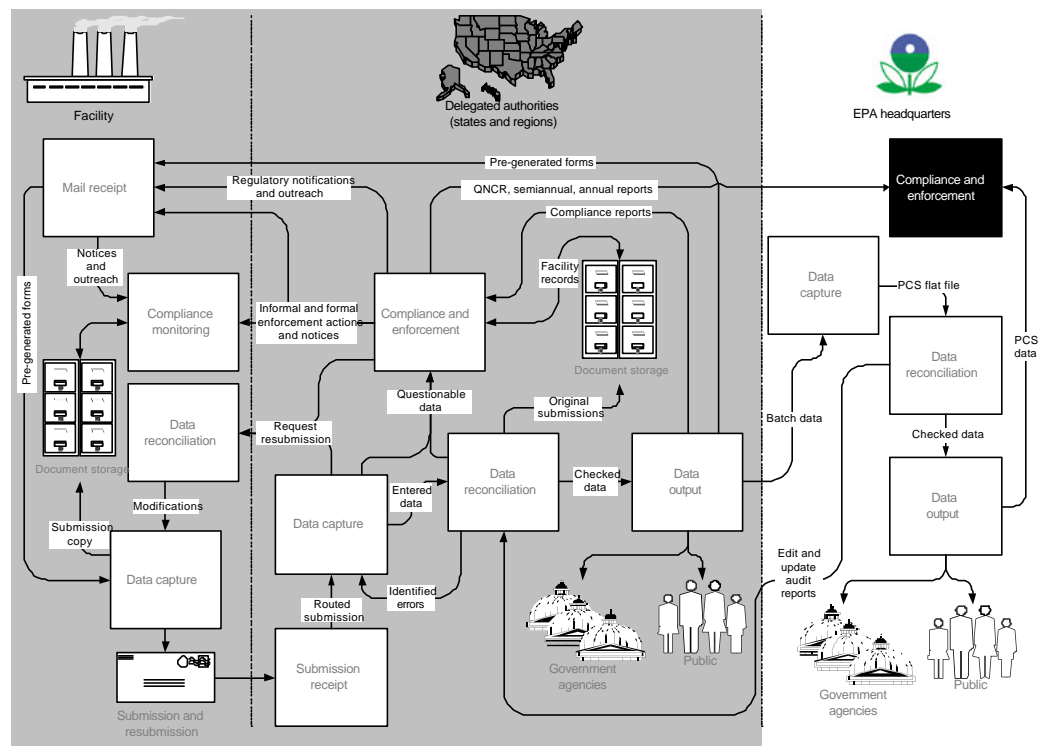 Facility
Delegated authorities
(states and regions)
EPA headquarters
Mail receipt
Pre-generated forms
Regulatory notifications
and outreach
QNCR, semiannual, annual reports
Compliance and
enforcement
Compliance reports
Notices
and
outreach
Facility
records
Data
capture
PCS flat file
Pre-generated forms
Compliance
monitoring
Informal and formal
enforcement actions
and notices
Compliance and
enforcement
PCS
data
Data
reconciliation
Document storage
Questionable
data
Original
submissions
Data
reconciliation
Request
resubmission
Batch data
Checked data
Document storage
Data
reconciliation
Checked
data
Data
output
Entered
data
Data capture
Data
output
Modifications
Submission
copy
Data capture
Identified
errors
Edit and
update
audit
reports
Routed
submission
Submission
receipt
Government
agencies
Public
Government
agencies
Public
Submission and
resubmission